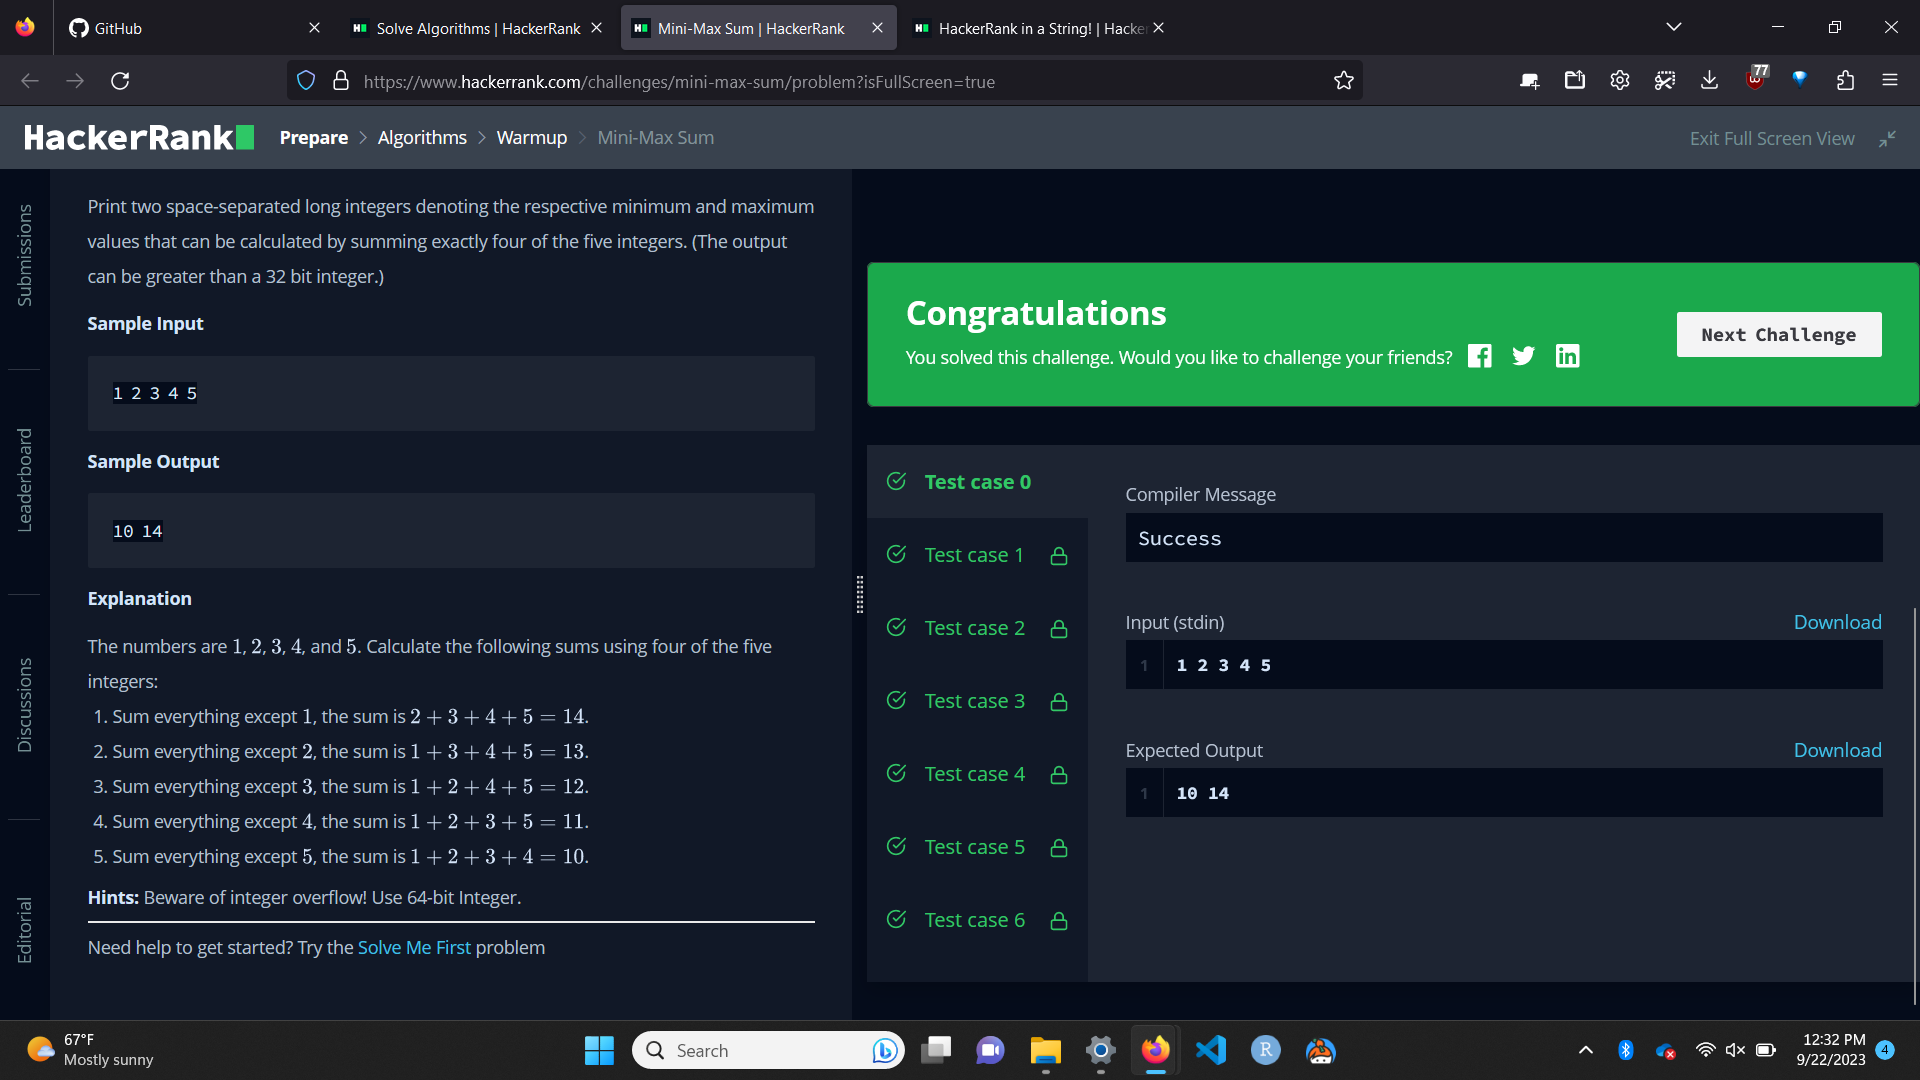 GitHub
Solve Algorithms | HackerRank
Mini-Max Sum | HackerRank
HackerRank in a String! | Hacke
https://www.hackerrank.com/challenges/mini-max-sum/problem?isFullScreen=true
77
HackerRank
Prepare > Algorithms > Warmup > Mini-Max Sum
Exit Full Screen View
Submissions
Leaderboard
Discussions
Editorial
Print two space-separated long integers denoting the respective minimum and maximum
values that can be calculated by summing exactly four of the five integers. (The output
can be greater than a 32 bit integer.)
Sample Input
1 2 3 4 5
Sample Output
10 14
Explanation
The numbers are 1, 2, 3, 4, and 5. Calculate the following sums using four of the five
integers:
1. Sum everything except 1, the sum is 2 + 3 + 4 + 5 = 14.
2. Sum everything except 2, the sum is 1 + 3 + 4 + 5 = 13.
3. Sum everything except 3, the sum is 1 + 2 + 4 + 5 = 12.
4. Sum everything except 4, the sum is 1 + 2 + 3 + 5 = 11.
5. Sum everything except 5, the sum is 1 + 2 + 3 + 4 = 10.
Hints: Beware of integer overflow! Use 64-bit Integer.
Need help to get started? Try the Solve Me First problem
Congratulations
You solved this challenge. Would you like to challenge your friends?
Next Challenge
Test case 0
Test case 1
Test case 2
Test case 3
Test case 4
Test case 5
Test case 6
Compiler Message
Success
Input (stdin)
Download
1 1 2 3 4 5
Expected Output
Download
1 10 14
67°F
Mostly sunny
Search
R
12:32 PM
9/22/2023
4